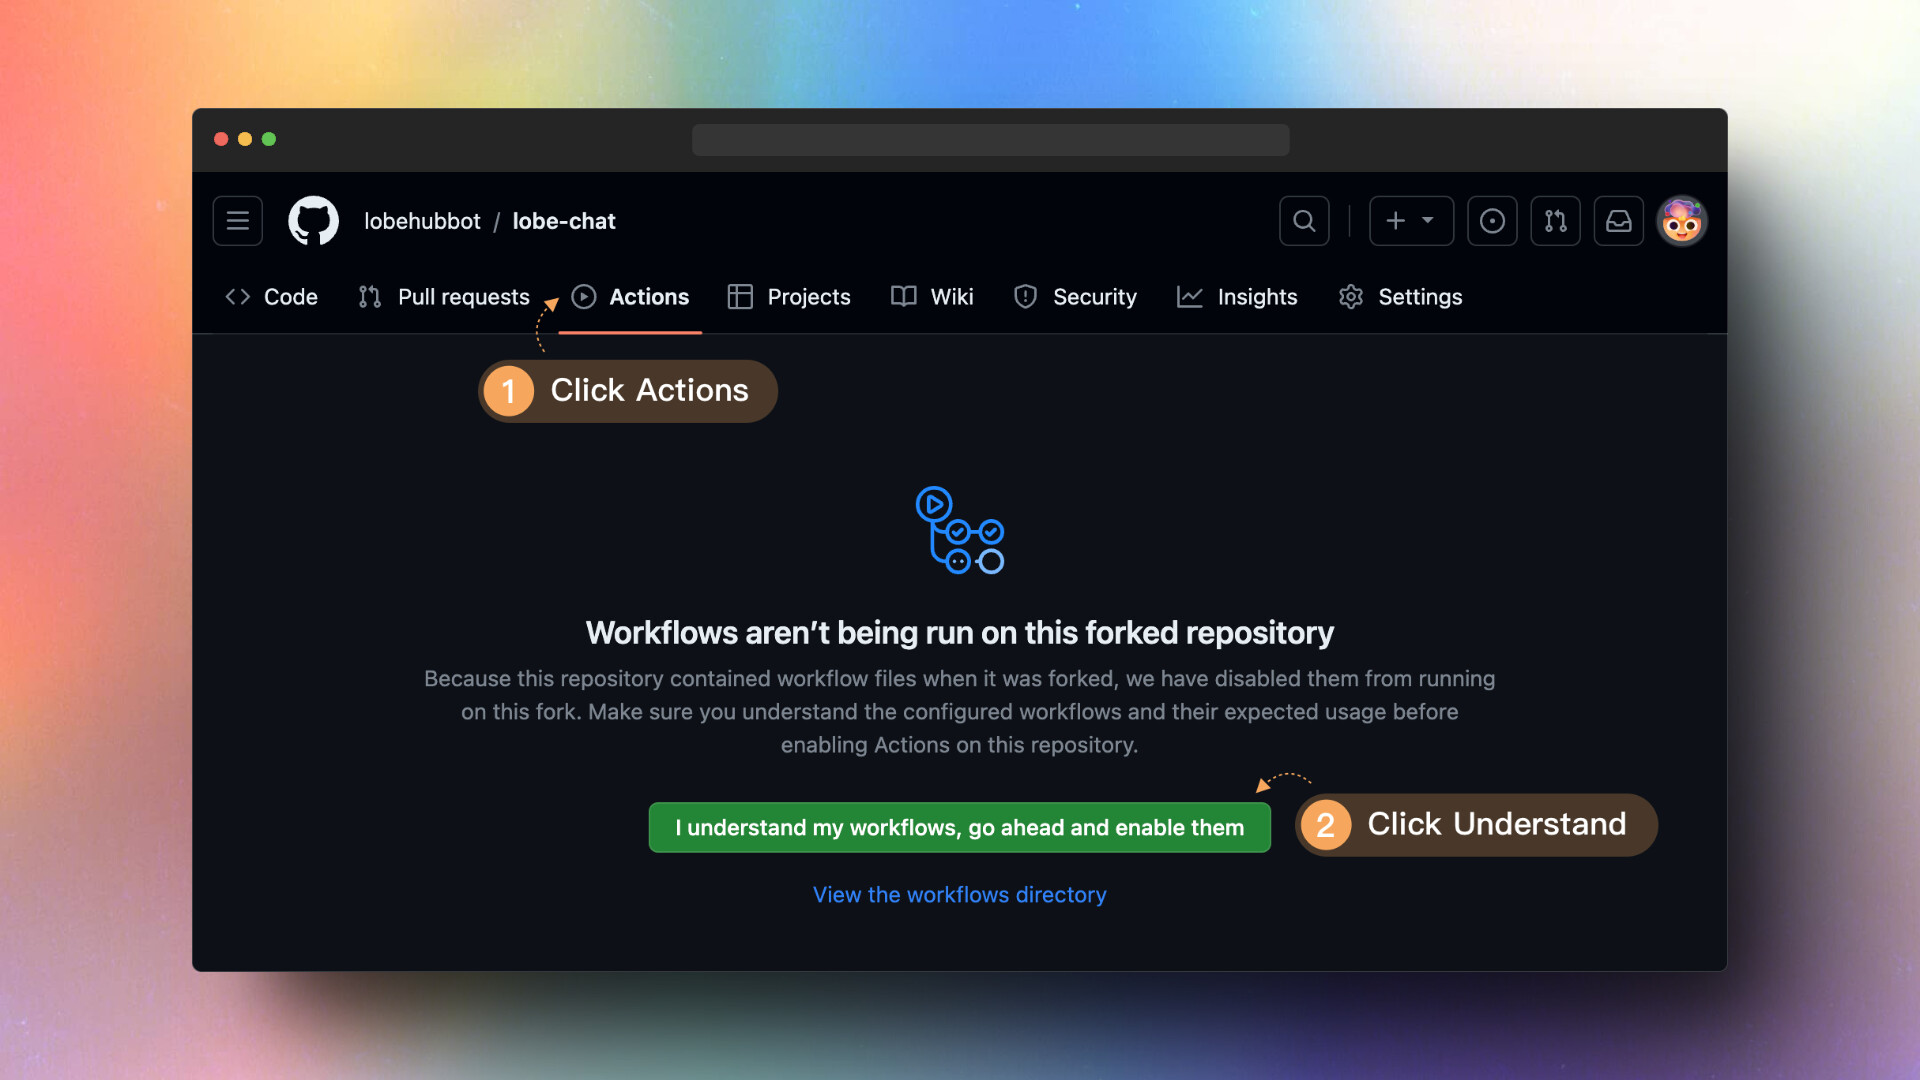 lobehubbot / lobe-chat
Code Pull requests Actions Projects Wiki Security Insights Settings
1 Click Actions
Workflows aren’t being run on this forked repository
Because this repository contained workflow files when it was forked, we have disabled them from running
on this fork. Make sure you understand the configured workflows and their expected usage before
enabling Actions on this repository.
I understand my workflows, go ahead and enable them
2 Click Understand
View the workflows directory